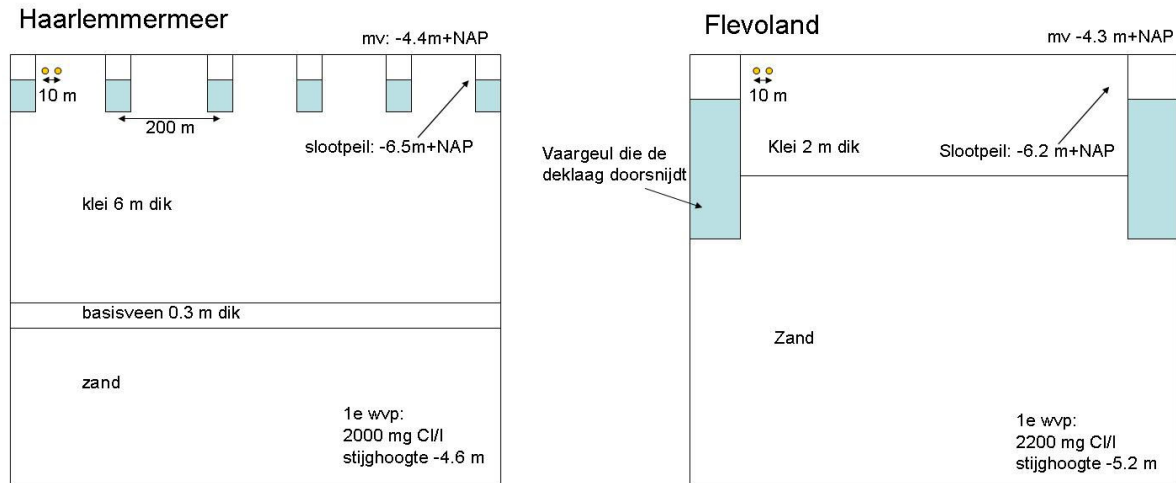 Haarlemmermeer
mv: -4.4m+NAP
10 m
200 m
slootpeil: -6.5m+NAP
klei 6 m dik
basisveen 0.3 m dik
zand
1e wvp:
2000 mg Cl/l
stijghoogte -4.6 m
Flevoland
mv -4.3 m+NAP
10 m
Klei 2 m dik
Slootpeil: -6.2 m+NAP
Vaargeul die de
deklaag doorsnijdt
Zand
1e wvp:
2200 mg Cl/l
stijghoogte -5.2 m